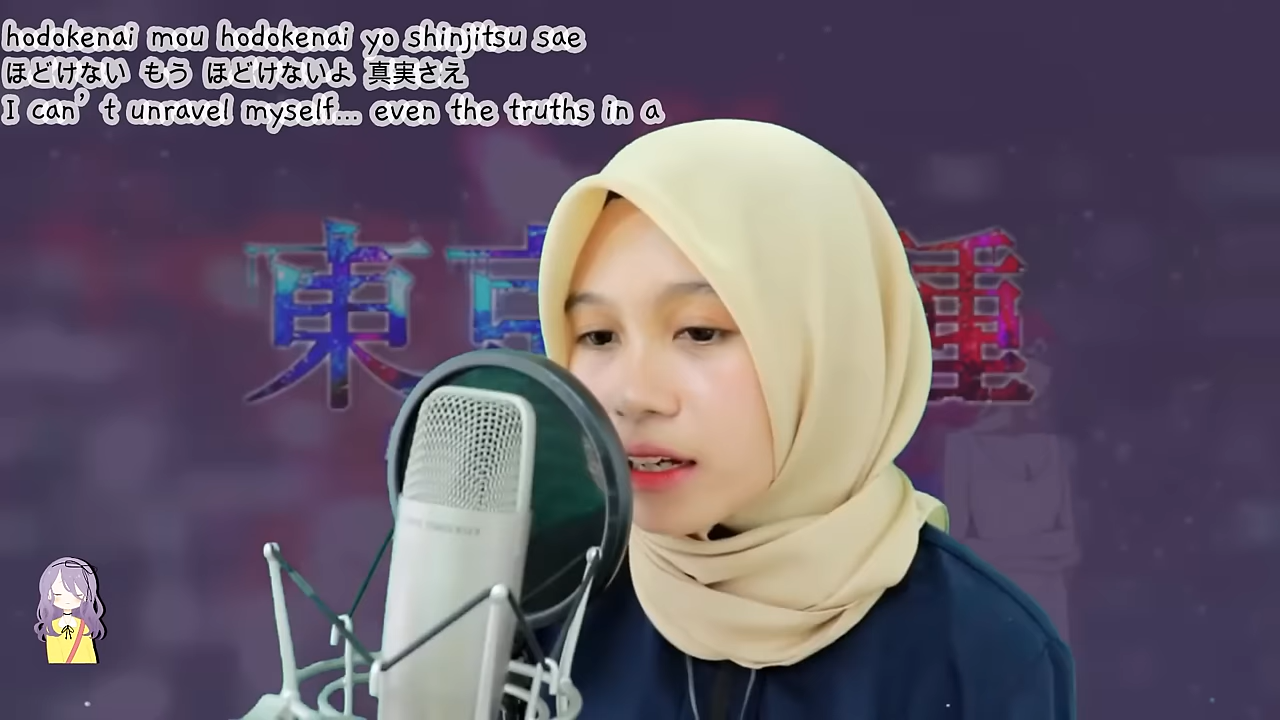 hodokenai mou hodokenai yo shinjitsu sae
ほどけない もう ほどけないよ 真実さえ
I can’t unravel myself... even the truths in a
東